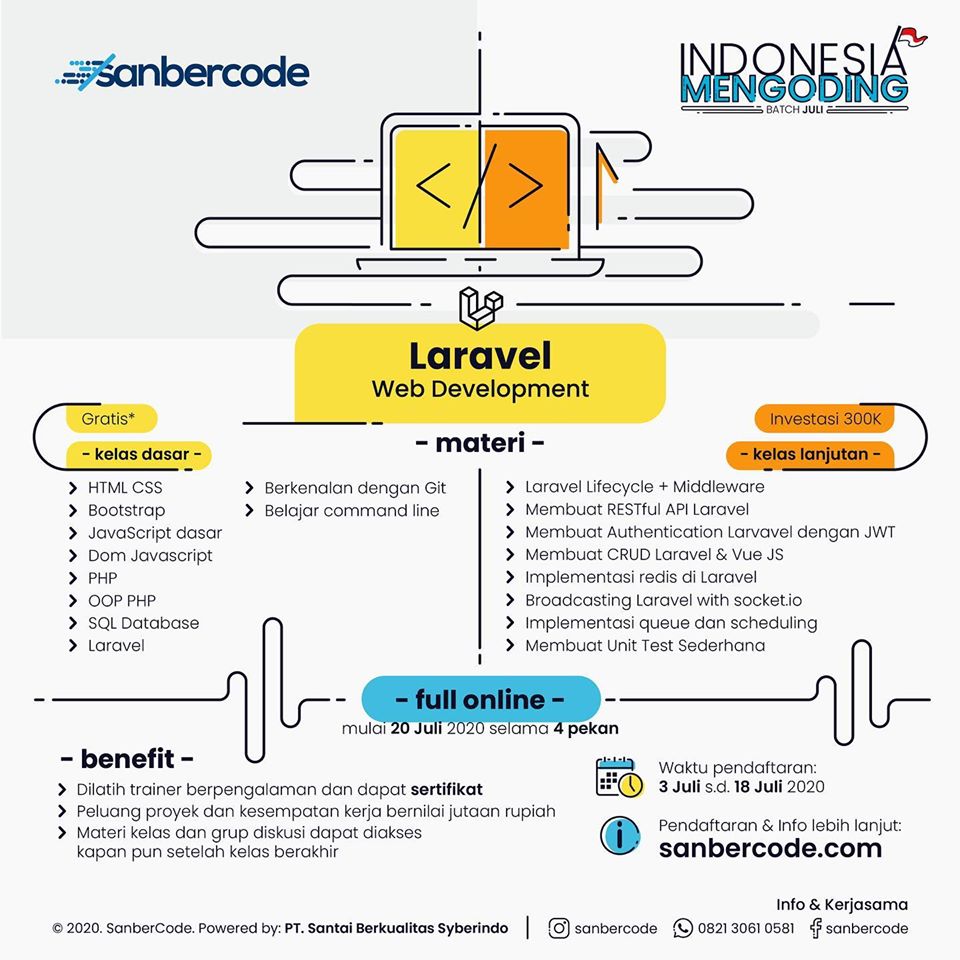 sanbercode
INDONESIA
MENGODING
BATCH JULI
< / >
Laravel
Web Development
Gratis*
- kelas dasar -
- materi -
Investasi 300K
- kelas lanjutan -
HTML CSS
Bootstrap
JavaScript dasar
Dom Javascript
PHP
OOP PHP
SQL Database
Laravel
Berkenalan dengan Git
Belajar command line
Laravel Lifecycle + Middleware
Membuat RESTful API Laravel
Membuat Authentication Larvavel dengan JWT
Membuat CRUD Laravel & Vue JS
Implementasi redis di Laravel
Broadcasting Laravel with socket.io
Implementasi queue dan scheduling
Membuat Unit Test Sederhana
- full online -
mulai 20 Juli 2020 selama 4 pekan
- benefit -
Dilatih trainer berpengalaman dan dapat sertifikat
Peluang proyek dan kesempatan kerja bernilai jutaan rupiah
Materi kelas dan grup diskusi dapat diakses
kapan pun setelah kelas berakhir
Waktu pendaftaran:
3 Juli s.d. 18 Juli 2020
Pendaftaran & Info lebih lanjut:
sanbercode.com
Info & Kerjasama
© 2020. SanberCode. Powered by: PT. Santai Berkualitas Syberindo
sanbercode
0821 3061 0581
sanbercode